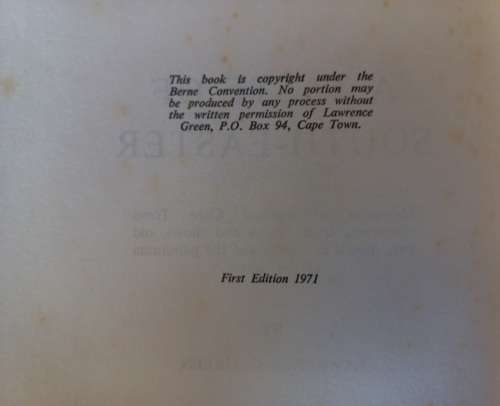 This book is copyright under the
Berne Convention. No portion may
be produced by any process without
the written permission of Lawrence
Green, P.O. Box 94, Cape Town.
First Edition 1971